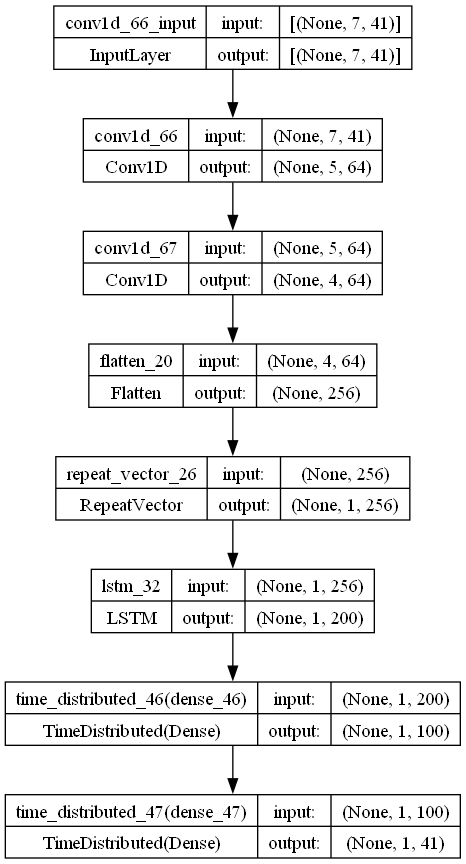 conv1d_66_input input: [(None, 7, 41)]
InputLayer output: [(None, 7, 41)]
conv1d_66 input: (None, 7, 41)
Conv1D output: (None, 5, 64)
conv1d_67 input: (None, 5, 64)
Conv1D output: (None, 4, 64)
flatten_20 input: (None, 4, 64)
Flatten output: (None, 256)
repeat_vector_26 input: (None, 256)
RepeatVector output: (None, 1, 256)
lstm_32 input: (None, 1, 256)
LSTM output: (None, 1, 200)
time_distributed_46(dense_46) input: (None, 1, 200)
TimeDistributed(Dense) output: (None, 1, 100)
time_distributed_47(dense_47) input: (None, 1, 100)
TimeDistributed(Dense) output: (None, 1, 41)